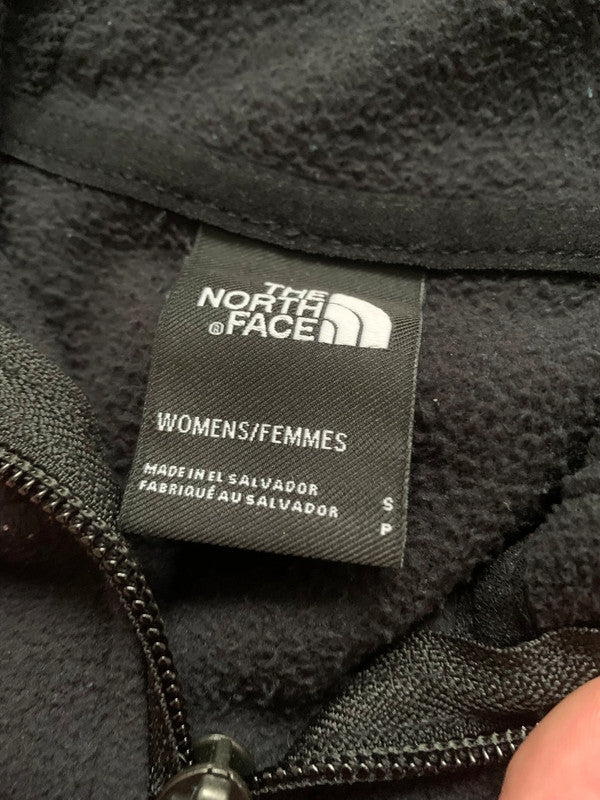 THE
NORTH
® FACE
WOMENS/FEMMES
MADE IN EL SALVADOR
FABRIQUÉ AU SALVADOR
S
P